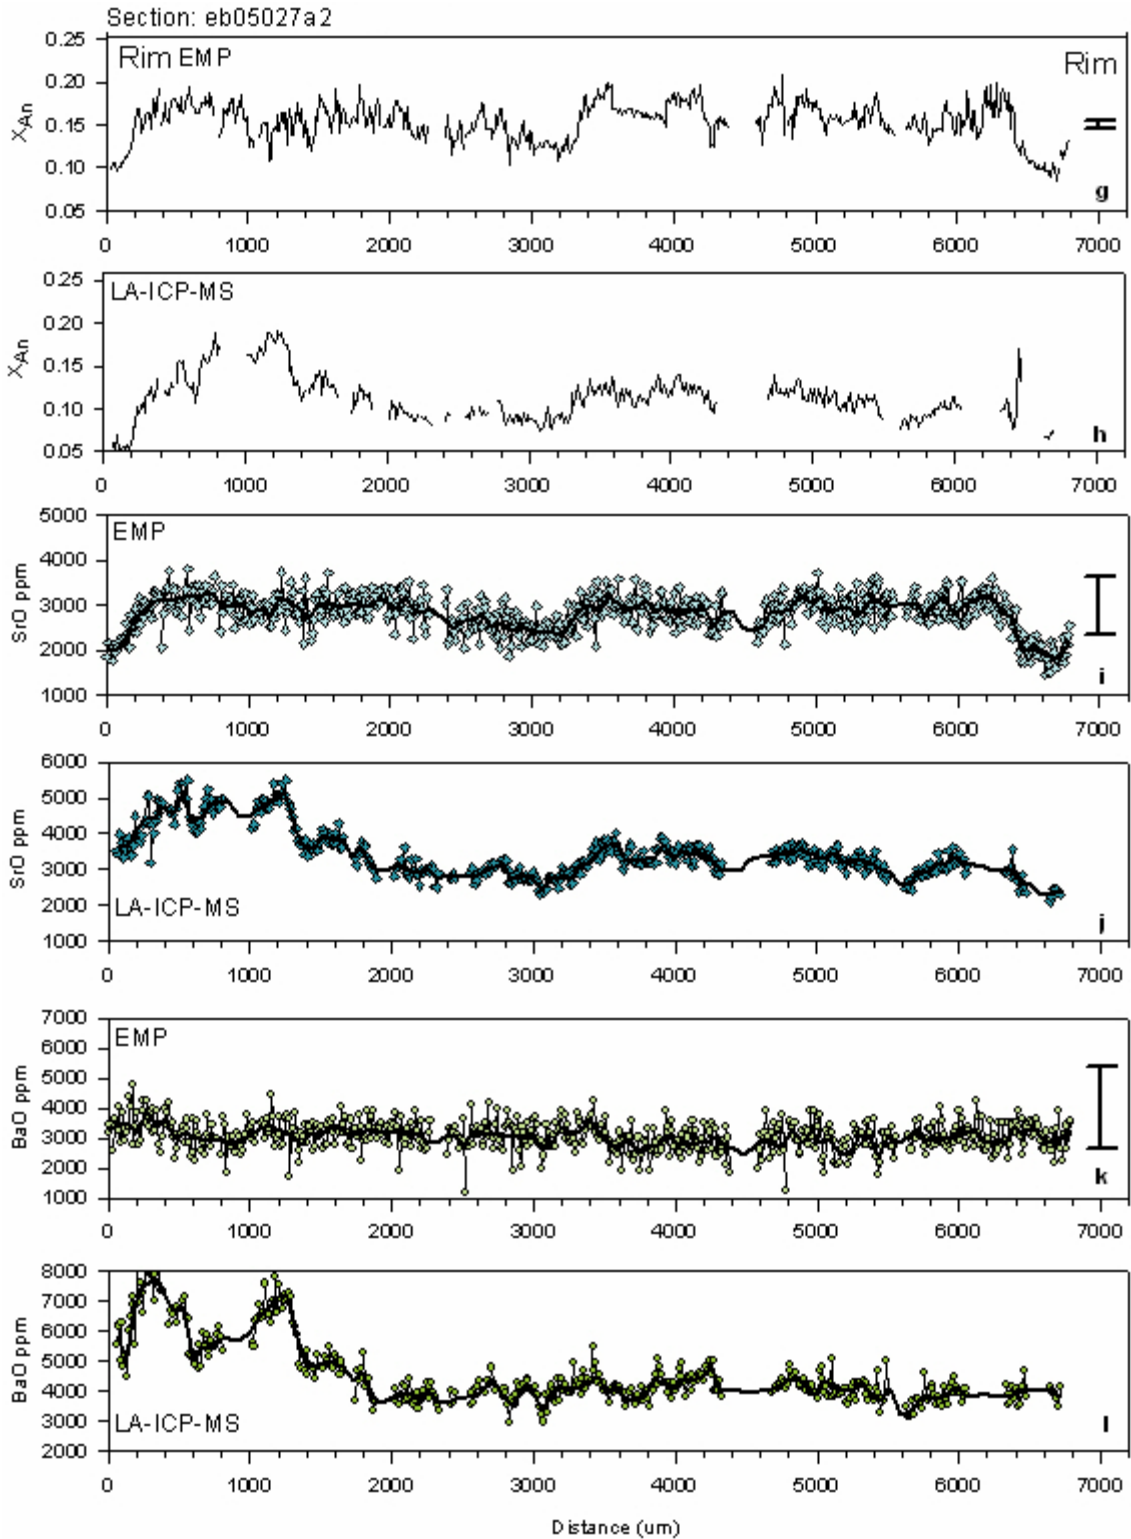 Section: eb05027a2
0.25
Rim EMP
Rim
0.20
X An
0.15
0.10
g
0.05
0 1000 2000 3000 4000 5000 6000 7000
0.25
LA-ICP-MS
0.20
X An
0.15
0.10
h
0.05
0 1000 2000 3000 4000 5000 6000 7000
5000
EMP
4000
SrO ppm
3000
2000
i
1000
0 1000 2000 3000 4000 5000 6000 7000
6000
5000
4000
SrO ppm
3000
2000
LA-ICP-MS
j
1000
0 1000 2000 3000 4000 5000 6000 7000
7000
EMP
6000
5000
4000
BaO ppm
3000
2000
k
1000
0 1000 2000 3000 4000 5000 6000 7000
8000
7000
6000
BaO ppm
5000
4000
3000
LA-ICP-MS
l
2000
0 1000 2000 3000 4000 5000 6000 7000
Distance (um)